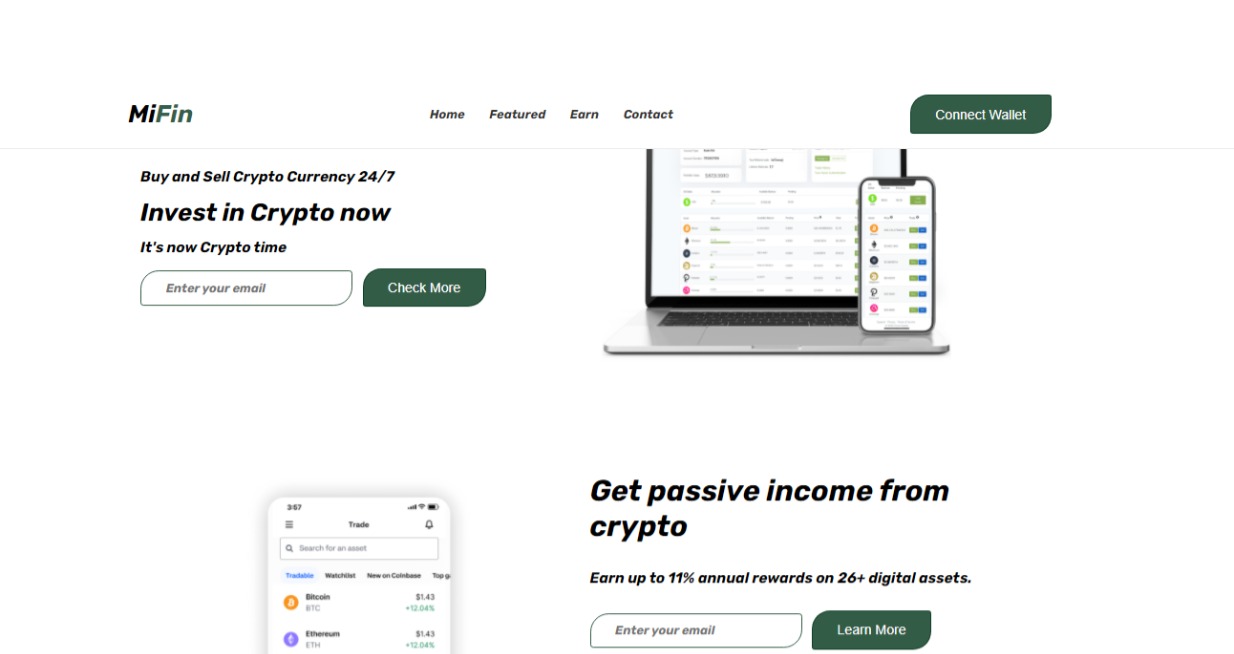 MiFin
Home Featured Earn Contact
Connect Wallet
Buy and Sell Crypto Currency 24/7
Invest in Crypto now
It's now Crypto time
Enter your email
Check More
3:57
Trade
Search for an asset
Tradable Watchlist New on Coinbase Top g
Bitcoin $1.43
BTC +12.04%
Ethereum $1.43
ETH +12.04%
Get passive income from
crypto
Earn up to 11% annual rewards on 26+ digital assets.
Enter your email
Learn More